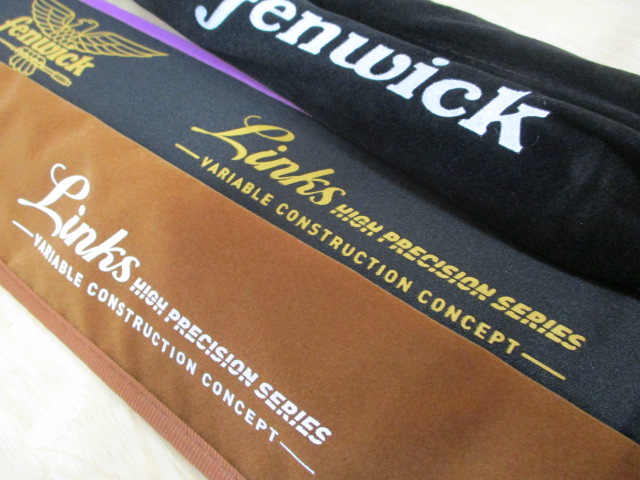 fenwick
fenwick
Links HIGH PRECISION SERIES
VARIABLE CONSTRUCTION CONCEPT
Links HIGH PRECISION SERIES
VARIABLE CONSTRUCTION CONCEPT